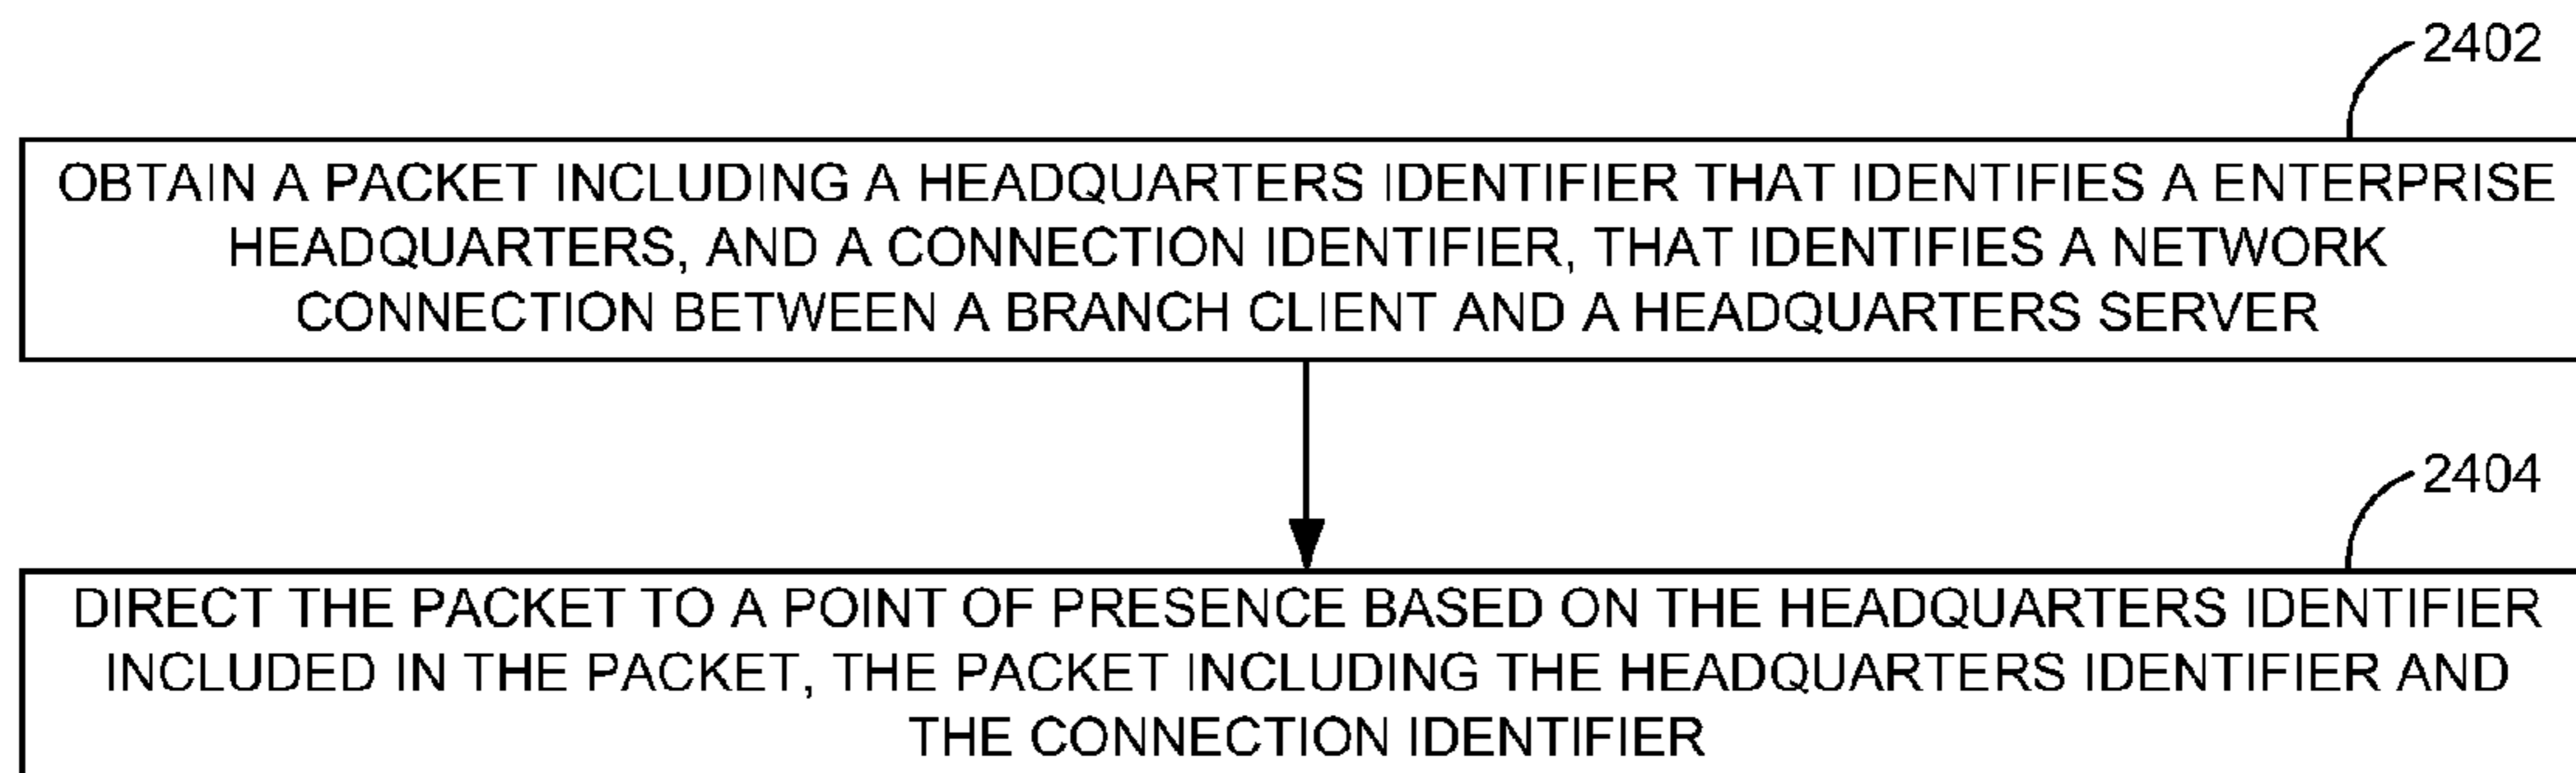 2402
OBTAIN A PACKET INCLUDING A HEADQUARTERS IDENTIFIER THAT IDENTIFIES A ENTERPRISE
HEADQUARTERS, AND A CONNECTION IDENTIFIER, THAT IDENTIFIES A NETWORK
CONNECTION BETWEEN A BRANCH CLIENT AND A HEADQUARTERS SERVER
2404
DIRECT THE PACKET TO A POINT OF PRESENCE BASED ON THE HEADQUARTERS IDENTIFIER
INCLUDED IN THE PACKET, THE PACKET INCLUDING THE HEADQUARTERS IDENTIFIER AND
THE CONNECTION IDENTIFIER